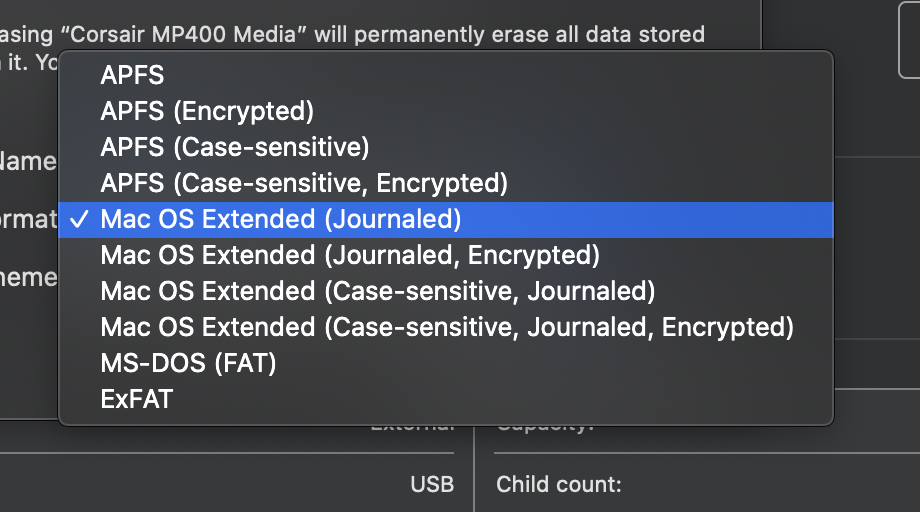 asing “Corsair MP400 Media” will permanently erase all data stored
it. Yo
APFS
APFS (Encrypted)
APFS (Case-sensitive)
APFS (Case-sensitive, Encrypted)
Name
Mac OS Extended (Journaled)
ormat
Mac OS Extended (Journaled, Encrypted)
Mac OS Extended (Case-sensitive, Journaled)
heme
Mac OS Extended (Case-sensitive, Journaled, Encrypted)
MS-DOS (FAT)
ExFAT
External
Capacity:
USB
Child count: